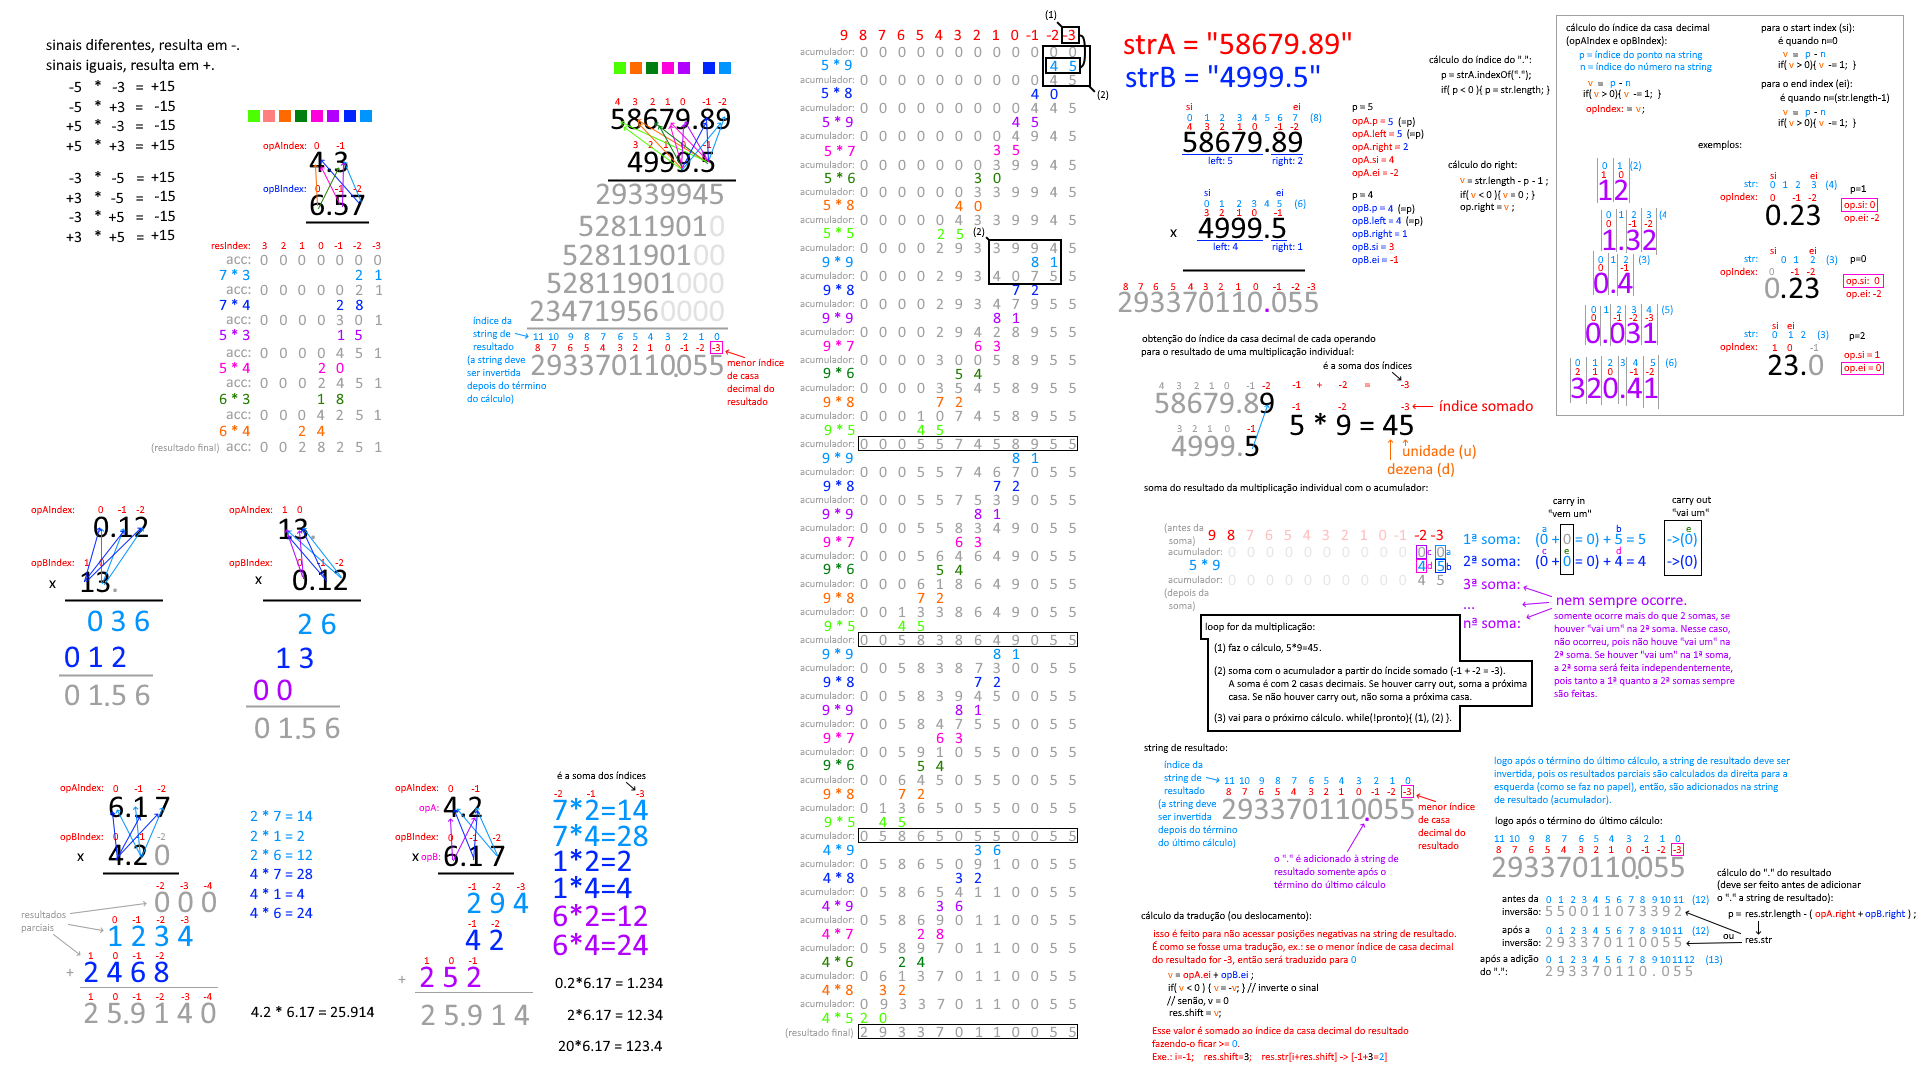 sinais diferentes, resulta em -.
sinais iguais, resulta em +.
-5 * -3 = +15
-5 * +3 = -15
+5 * -3 = -15
+5 * +3 = +15
-3 * -5 = +15
+3 * -5 = -15
-3 * +5 = -15
+3 * +5 = +15
opAIndex: 0 -1
4.3
opBIndex: 0 -1 -2
6.57
resIndex: 3 2 1 0 -1 -2 -3
acc: 0 0 0 0 0 0 0
7 * 3 2 1
acc: 0 0 0 0 0 2 1
7 * 4 2 8
acc: 0 0 0 0 3 0 1
5 * 3 1 5
acc: 0 0 0 0 4 5 1
5 * 4 2 0
acc: 0 0 0 2 4 5 1
6 * 3 1 8
acc: 0 0 0 4 2 5 1
6 * 4 2 4
(resultado final) acc: 0 0 2 8 2 5 1
4 3 2 1 0 -1 -2
58679.89
3 2 1 0 -1
4999.5
29339945
528119010
5281190100
52811901000
234719560000
11 10 9 8 7 6 5 4 3 2 1 0
8 7 6 5 4 3 2 1 0 -1 -2 -3
293370110.055
índice da
string de
resultado
(a string deve
ser invertida
depois do término
do cálculo)
menor índice
de casa
decimal do
resultado
opAIndex: 0 -1 -2
0.12
opBIndex: 1 0
x 13.
0 3 6
0 1 2
0 1.5 6
opAIndex: 1 0
13.
opBIndex: 0 -1 -2
x 0.12
2 6
1 3
0 0
0 1.5 6
opAIndex: 0 -1 -2
6.1 7
opBIndex: 0 -1 -2
x 4.2 0
-2 -3 -4
0 0 0
resultados
parciais
0 -1 -2 -3
1 2 3 4
1 0 -1 -2
+ 2 4 6 8
1 0 -1 -2 -3 -4
2 5.9 1 4 0
2 * 7 = 14
2 * 1 = 2
2 * 6 = 12
4 * 7 = 28
4 * 1 = 4
4 * 6 = 24
4.2 * 6.17 = 25.914
opAIndex: 0 -1
opA: 4.2
opBIndex: 0 -1 -2
x opB: 6.1 7
-1 -2 -3
2 9 4
-1 -2
4 2
1 0 -1
+ 2 5 2
2 5.9 1 4
é a soma dos índices
-2 -1 -3
7*2=14
7*4=28
1*2=2
1*4=4
6*2=12
6*4=24
0.2*6.17 = 1.234
2*6.17 = 12.34
20*6.17 = 123.4
(1)
9 8 7 6 5 4 3 2 1 0 -1 -2 -3
acumulador: 0 0 0 0 0 0 0 0 0 0 0 0
5 * 9 4 5
acumulador: 0 0 0 0 0 0 0 0 0 0 4 5
(2)
5 * 8 4 0
acumulador: 0 0 0 0 0 0 0 0 0 4 4 5
5 * 9 4 5
acumulador: 0 0 0 0 0 0 0 0 4 9 4 5
5 * 7 3 5
acumulador: 0 0 0 0 0 0 0 3 9 9 4 5
5 * 6 3 0
acumulador: 0 0 0 0 0 0 3 3 9 9 4 5
5 * 8 4 0
acumulador: 0 0 0 0 0 4 3 3 9 9 4 5
5 * 5 2 5
(2)
acumulador: 0 0 0 0 2 9 3 3 9 9 4 5
9 * 9 8 1
acumulador: 0 0 0 0 2 9 3 4 0 7 5 5
9 * 8 7 2
acumulador: 0 0 0 0 2 9 3 4 7 9 5 5
9 * 9 8 1
acumulador: 0 0 0 0 2 9 4 2 8 9 5 5
9 * 7 6 3
acumulador: 0 0 0 0 3 0 0 5 8 9 5 5
9 * 6 5 4
acumulador: 0 0 0 0 3 5 4 5 8 9 5 5
9 * 8 7 2
acumulador: 0 0 0 1 0 7 4 5 8 9 5 5
9 * 5 4 5
acumulador: 0 0 0 5 5 7 4 5 8 9 5 5
9 * 9 8 1
acumulador: 0 0 0 5 5 7 4 6 7 0 5 5
9 * 8 7 2
acumulador: 0 0 0 5 5 7 5 3 9 0 5 5
9 * 9 8 1
acumulador: 0 0 0 5 5 8 3 4 9 0 5 5
9 * 7 6 3
acumulador: 0 0 0 5 6 4 6 4 9 0 5 5
9 * 6 5 4
acumulador: 0 0 0 6 1 8 6 4 9 0 5 5
9 * 8 7 2
acumulador: 0 0 1 3 3 8 6 4 9 0 5 5
9 * 5 4 5
acumulador: 0 0 5 8 3 8 6 4 9 0 5 5
9 * 9 8 1
acumulador: 0 0 5 8 3 8 7 3 0 0 5 5
9 * 8 7 2
acumulador: 0 0 5 8 3 9 4 5 0 0 5 5
9 * 9 8 1
acumulador: 0 0 5 8 4 7 5 5 0 0 5 5
9 * 7 6 3
acumulador: 0 0 5 9 1 0 5 5 0 0 5 5
9 * 6 5 4
acumulador: 0 0 6 4 5 0 5 5 0 0 5 5
9 * 8 7 2
acumulador: 0 1 3 6 5 0 5 5 0 0 5 5
9 * 5 4 5
acumulador: 0 5 8 6 5 0 5 5 0 0 5 5
4 * 9 3 6
acumulador: 0 5 8 6 5 0 9 1 0 0 5 5
4 * 8 3 2
acumulador: 0 5 8 6 5 4 1 1 0 0 5 5
4 * 9 3 6
acumulador: 0 5 8 6 9 0 1 1 0 0 5 5
4 * 7 2 8
acumulador: 0 5 8 9 7 0 1 1 0 0 5 5
4 * 6 2 4
acumulador: 0 6 1 3 7 0 1 1 0 0 5 5
4 * 8 3 2
acumulador: 0 9 3 3 7 0 1 1 0 0 5 5
4 * 5 2 0
(resultado final) 2 9 3 3 7 0 1 1 0 0 5 5
strA = "58679.89"
strB = "4999.5"
si ei
0 1 2 3 4 5 6 7 (8)
4 3 2 1 0 -1 -2
58679.89
left: 5 right: 2
si ei
0 1 2 3 4 5 (6)
3 2 1 0 -1
x 4999.5
left: 4 right: 1
8 7 6 5 4 3 2 1 0 -1 -2 -3
293370110.055
p = 5
opA.p = 5 (=p)
opA.left = 5 (=p)
opA.right = 2
opA.si = 4
opA.ei = -2
p = 4
opB.p = 4 (=p)
opB.left = 4 (=p)
opB.right = 1
opB.si = 3
opB.ei = -1
cálculo do índice do ".":
p = strA.indexOf(".");
if( p < 0 ){ p = str.length; }
cálculo do right:
v = str.length - p - 1 ;
if( v < 0 ){ v = 0 ; }
op.right = v ;
cálculo do índice da casa decimal
(opAIndex e opBIndex):
p = índice do ponto na string
n = índice do número na string
v = p - n
if( v > 0){ v -= 1; }
opIndex: = v ;
para o start index (si):
é quando n=0
v = p - n
if( v > 0){ v -= 1; }
para o end index (ei):
é quando n=(str.length-1)
v = p - n
if( v > 0){ v -= 1; }
exemplos:
0 1 (2)
1 0
12
0 1 2 3 (4
0 -1 -2
1.32
0 1 2 (3)
0 -1
0.4
0 1 2 3 4 (5)
0 -1 -2 -3
0.031
0 1 2 3 4 5 (6)
2 1 0 -1 -2
320.41
si ei
str: 0 1 2 3 (4) p=1
opIndex: 0 -1 -2
0.23
op.si: 0
op.ei: -2
si ei
str: 0 1 2 (3) p=0
opIndex: 0 -1 -2
0.23
op.si: 0
op.ei: -2
si ei
str: 0 1 2 (3) p=2
opIndex: 1 0 -1
23.0
op.si = 1
op.ei = 0
obtenção do índice da casa decimal de cada operando
para o resultado de uma multiplicação individual:
é a soma dos índices
4 3 2 1 0 -1 -2 -1 + -2 = -3
58679.89
-1 -2 -3 índice somado
3 2 1 0 -1
4999.5
5 * 9 = 45
unidade (u)
dezena (d)
soma do resultado da multiplicação individual com o acumulador:
(antes da
soma)
9 8 7 6 5 4 3 2 1 0 -1 -2 -3
acumulador: 0 0 0 0 0 0 0 0 0 0 0c 0a
5 * 9 4d 5b
acumulador: 0 0 0 0 0 0 0 0 0 0 4 5
(depois da
soma)
carry in
"vem um"
carry out
"vai um"
a b e
1ª soma: (0 + 0 = 0) + 5 = 5 ->(0)
c e d
2ª soma: (0 + 0 = 0) + 4 = 4 ->(0)
3ª soma:
...
nª soma:
nem sempre ocorre.
somente ocorre mais do que 2 somas, se
houver "vai um" na 2ª soma. Nesse caso,
não ocorreu, pois não houve "vai um" na
2ª soma. Se houver "vai um" na 1ª soma,
a 2ª soma será feita independentemente,
pois tanto a 1ª quanto a 2ª somas sempre
são feitas.
loop for da multiplicação:
(1) faz o cálculo, 5*9=45.
(2) soma com o acumulador a partir do íncide somado (-1 + -2 = -3).
A soma é com 2 casas decimais. Se houver carry out, soma a próxima
casa. Se não houver carry out, não soma a próxima casa.
(3) vai para o próximo cálculo. while(!pronto){ (1), (2) }.
string de resultado:
índice da
string de
resultado
(a string deve
ser invertida
depois do término
do último cálculo)
11 10 9 8 7 6 5 4 3 2 1 0
8 7 6 5 4 3 2 1 0 -1 -2 -3
293370110.055
menor índice
de casa
decimal do
resultado
o "." é adicionado à string de
resultado somente após o
término do último cálculo
cálculo da tradução (ou deslocamento):
isso é feito para não acessar posições negativas na string de resultado.
É como se fosse uma tradução, ex.: se o menor índice de casa decimal
do resultado for -3, então será traduzido para 0
v = opA.ei + opB.ei ;
if( v < 0 ) { v = -v; } // inverte o sinal
// senão, v = 0
res.shift = v;
Esse valor é somado ao índice da casa decimal do resultado
fazendo-o ficar >= 0.
Exe.: i=-1; res.shift=3; res.str[i+res.shift] -> [-1+3=2]
logo após o término do último cálculo, a string de resultado deve ser
invertida, pois os resultados parciais são calculados da direita para a
esquerda (como se faz no papel), então, são adicionados na string
de resultado (acumulador).
logo após o término do último cálculo:
11 10 9 8 7 6 5 4 3 2 1 0
8 7 6 5 4 3 2 1 0 -1 -2 -3
293370110.055
cálculo do "." do resultado
(deve ser feito antes de adicionar
o "." a string de resultado):
p = res.str.length - ( opA.right + opB.right ) ;
antes da
inversão:
0 1 2 3 4 5 6 7 8 9 10 11 (12)
5 5 0 0 1 1 0 7 3 3 9 2
após a
inversão:
0 1 2 3 4 5 6 7 8 9 10 11 (12)
2 9 3 3 7 0 1 1 0 0 5 5
ou
res.str
após a adição
do ".":
0 1 2 3 4 5 6 7 8 9 10 11 12 (13)
2 9 3 3 7 0 1 1 0 . 0 5 5